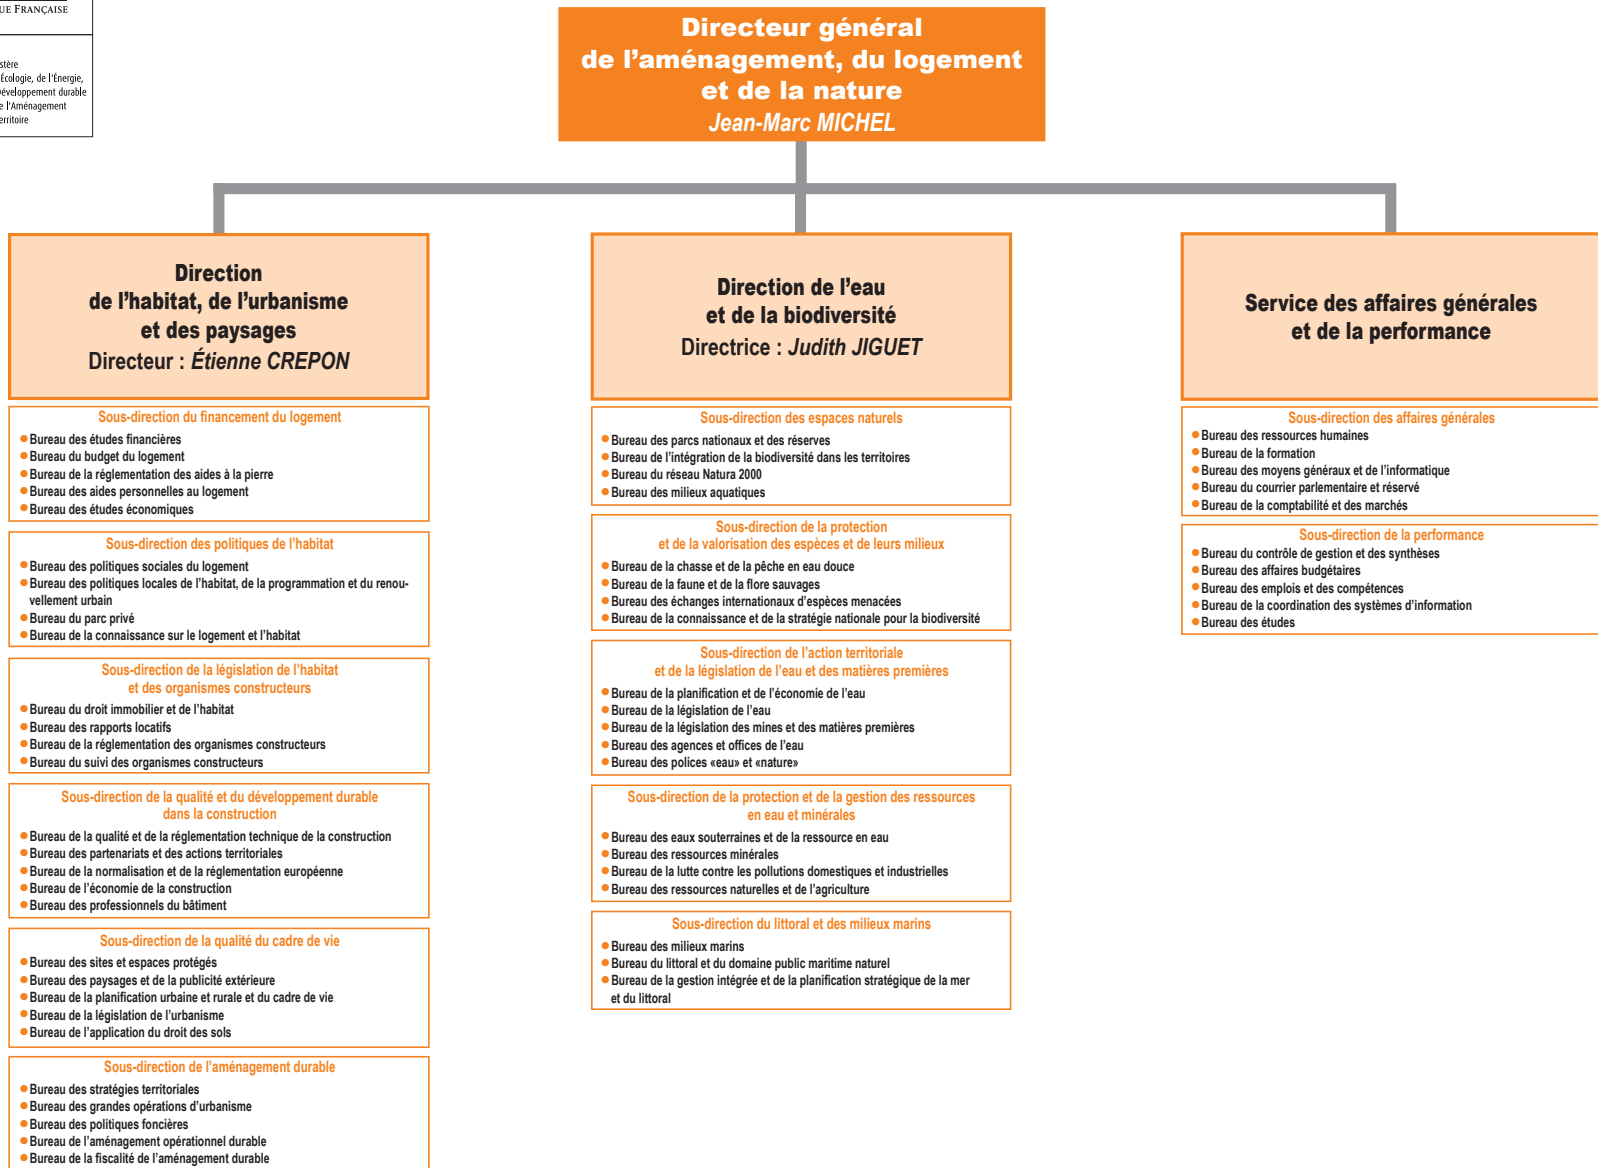 UE FRANÇAISE
stère
Écologie, de l'Énergie,
Développement durable
e l'Aménagement
erritoire
Directeur général
de l’aménagement, du logement
et de la nature
Jean-Marc MICHEL
Direction
de l’habitat, de l’urbanisme
et des paysages
Directeur : Étienne CREPON
Sous-direction du financement du logement
Bureau des études financières
Bureau du budget du logement
Bureau de la réglementation des aides à la pierre
Bureau des aides personnelles au logement
Bureau des études économiques
Sous-direction des politiques de l’habitat
Bureau des politiques sociales du logement
Bureau des politiques locales de l’habitat, de la programmation et du renou-
vellement urbain
Bureau du parc privé
Bureau de la connaissance sur le logement et l’habitat
Sous-direction de la législation de l’habitat
et des organismes constructeurs
Bureau du droit immobilier et de l’habitat
Bureau des rapports locatifs
Bureau de la réglementation des organismes constructeurs
Bureau du suivi des organismes constructeurs
Sous-direction de la qualité et du développement durable
dans la construction
Bureau de la qualité et de la réglementation technique de la construction
Bureau des partenariats et des actions territoriales
Bureau de la normalisation et de la réglementation européenne
Bureau de l’économie de la construction
Bureau des professionnels du bâtiment
Sous-direction de la qualité du cadre de vie
Bureau des sites et espaces protégés
Bureau des paysages et de la publicité extérieure
Bureau de la planification urbaine et rurale et du cadre de vie
Bureau de la législation de l’urbanisme
Bureau de l’application du droit des sols
Sous-direction de l’aménagement durable
Bureau des stratégies territoriales
Bureau des grandes opérations d’urbanisme
Bureau des politiques foncières
Bureau de l’aménagement opérationnel durable
Bureau de la fiscalité de l’aménagement durable
Direction de l’eau
et de la biodiversité
Directrice : Judith JIGUET
Sous-direction des espaces naturels
Bureau des parcs nationaux et des réserves
Bureau de l’intégration de la biodiversité dans les territoires
Bureau du réseau Natura 2000
Bureau des milieux aquatiques
Sous-direction de la protection
et de la valorisation des espèces et de leurs milieux
Bureau de la chasse et de la pêche en eau douce
Bureau de la faune et de la flore sauvages
Bureau des échanges internationaux d’espèces menacées
Bureau de la connaissance et de la stratégie nationale pour la biodiversité
Sous-direction de l’action territoriale
et de la législation de l’eau et des matières premières
Bureau de la planification et de l’économie de l’eau
Bureau de la législation de l’eau
Bureau de la législation des mines et des matières premières
Bureau des agences et offices de l’eau
Bureau des polices «eau» et «nature»
Sous-direction de la protection et de la gestion des ressources
en eau et minérales
Bureau des eaux souterraines et de la ressource en eau
Bureau des ressources minérales
Bureau de la lutte contre les pollutions domestiques et industrielles
Bureau des ressources naturelles et de l’agriculture
Sous-direction du littoral et des milieux marins
Bureau des milieux marins
Bureau du littoral et du domaine public maritime naturel
Bureau de la gestion intégrée et de la planification stratégique de la mer
et du littoral
Service des affaires générales
et de la performance
Sous-direction des affaires générales
Bureau des ressources humaines
Bureau de la formation
Bureau des moyens généraux et de l’informatique
Bureau du courrier parlementaire et réservé
Bureau de la comptabilité et des marchés
Sous-direction de la performance
Bureau du contrôle de gestion et des synthèses
Bureau des affaires budgétaires
Bureau des emplois et des compétences
Bureau de la coordination des systèmes d’information
Bureau des études